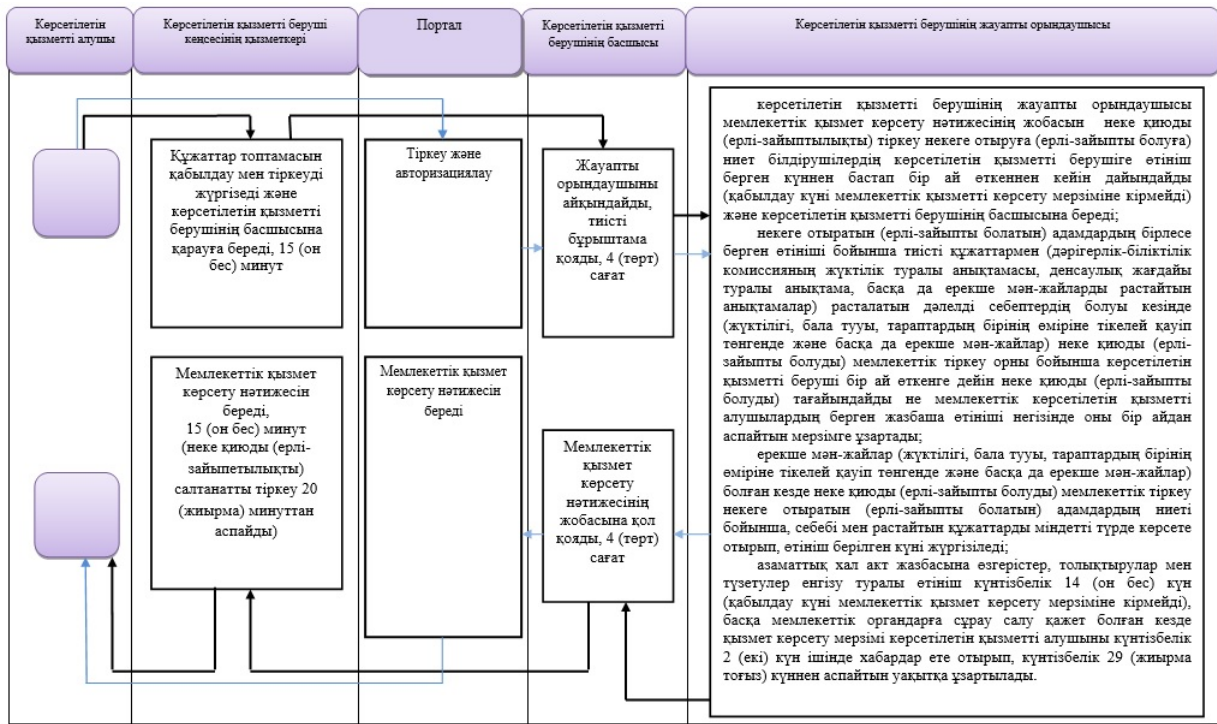 Көрсетілетін
қызметті алушы
Көрсетілетін қызметті беруші
кеңсесінің қызметкері
Портал
Көрсетілетін қызметті
берушінің басшысы
Көрсетілетін қызметті берушінің жауапты орындаушысы
Құжаттар топтамасын
қабылдау мен тіркеуді
жүргізеді және
көрсетілетін қызметті
берушінің басшысына
қарауға береді, 15 (он
бес) минут
Тіркеу және
авторизациялау
Жауапты
орындаушыны
айқындайды,
тиісті
бұрыштама
қояды, 4 (төрт)
сағат
көрсетілетін қызметті берушінің жауапты орындаушысы
мемлекеттік қызмет көрсету нәтижесінің жобасын неке қиюды
(ерлі-зайыптылықты) тіркеу некеге отыруға (ерлі-зайыпты болуға)
ниет білдірушілердің көрсетілетін қызметті берушіге өтініш
берген күннен бастап бір ай өткеннен кейін дайындайды
(қабылдау күні мемлекеттік қызметті көрсету мерзіміне кірмейді)
және көрсетілетін қызметті берушінің басшысына береді;
некеге отыратын (ерлі-зайыпты болатын) адамдардың бірлесе
берген өтініші бойынша тиісті құжаттармен (дәрігерлік-біліктілік
комиссияның жүктілік туралы анықтамасы, денсаулық жағдайы
туралы анықтама, басқа да ерекше мән-жайларды растайтын
анықтамалар) расталатын дәлелді себептердің болуы кезінде
(жүктілігі, бала тууы, тараптардың бірінің өміріне тікелей қауіп
төнгенде және басқа да ерекше мән-жайлар) неке қиюды (ерлі-
зайыпты болуды) мемлекеттік тіркеу орны бойынша көрсетілетін
қызметті беруші бір ай өткенге дейін неке қиюды (ерлі-зайыпты
болуды) тағайындайды не мемлекеттік көрсетілетін қызметті
алушылардың берген жазбаша өтініші негізінде оны бір айдан
аспайтын мерзімге ұзартады;
ерекше мән-жайлар (жүктілігі, бала тууы, тараптардың бірінің
өміріне тікелей қауіп төнгенде және басқа да ерекше мән-жайлар)
болған кезде неке қиюды (ерлі-зайыпты болуды) мемлекеттік тіркеу
некеге отыратын (ерлі-зайыпты болатын) адамдардың ниеті
бойынша, себебі мен растайтын құжаттарды міндетті түрде көрсете
отырып, өтініш берілген күні жүргізіледі;
азаматтық хал акт жазбасына өзгерістер, толықтырулар мен
түзетулер енгізу туралы өтініш күнтізбелік 14 (он бес) күн
(қабылдау күні мемлекеттік қызмет көрсету мерзіміне кірмейді),
басқа мемлекеттік органдарға сұрау салу қажет болған кезде
қызмет көрсету мерзімі көрсетілетін қызметті алушыны күнтізбелік
2 (екі) күн ішінде хабардар ете отырып, күнтізбелік 29 (жиырма
тоғыз) күннен аспайтын уақытқа ұзартылады.
Мемлекеттік қызмет
көрсету нәтижесін
береді,
15 (он бес) минут
(неке қиюды (ерлі-
зайыпетылықты)
салтанатты тіркеу 20
(жиырма) минуттан
аспайды)
Мемлекеттік қызмет
көрсету нәтижесін
береді
Мемлекеттік
қызмет
көрсету
нәтижесінің
жобасына қол
қояды, 4 (төрт)
сағат